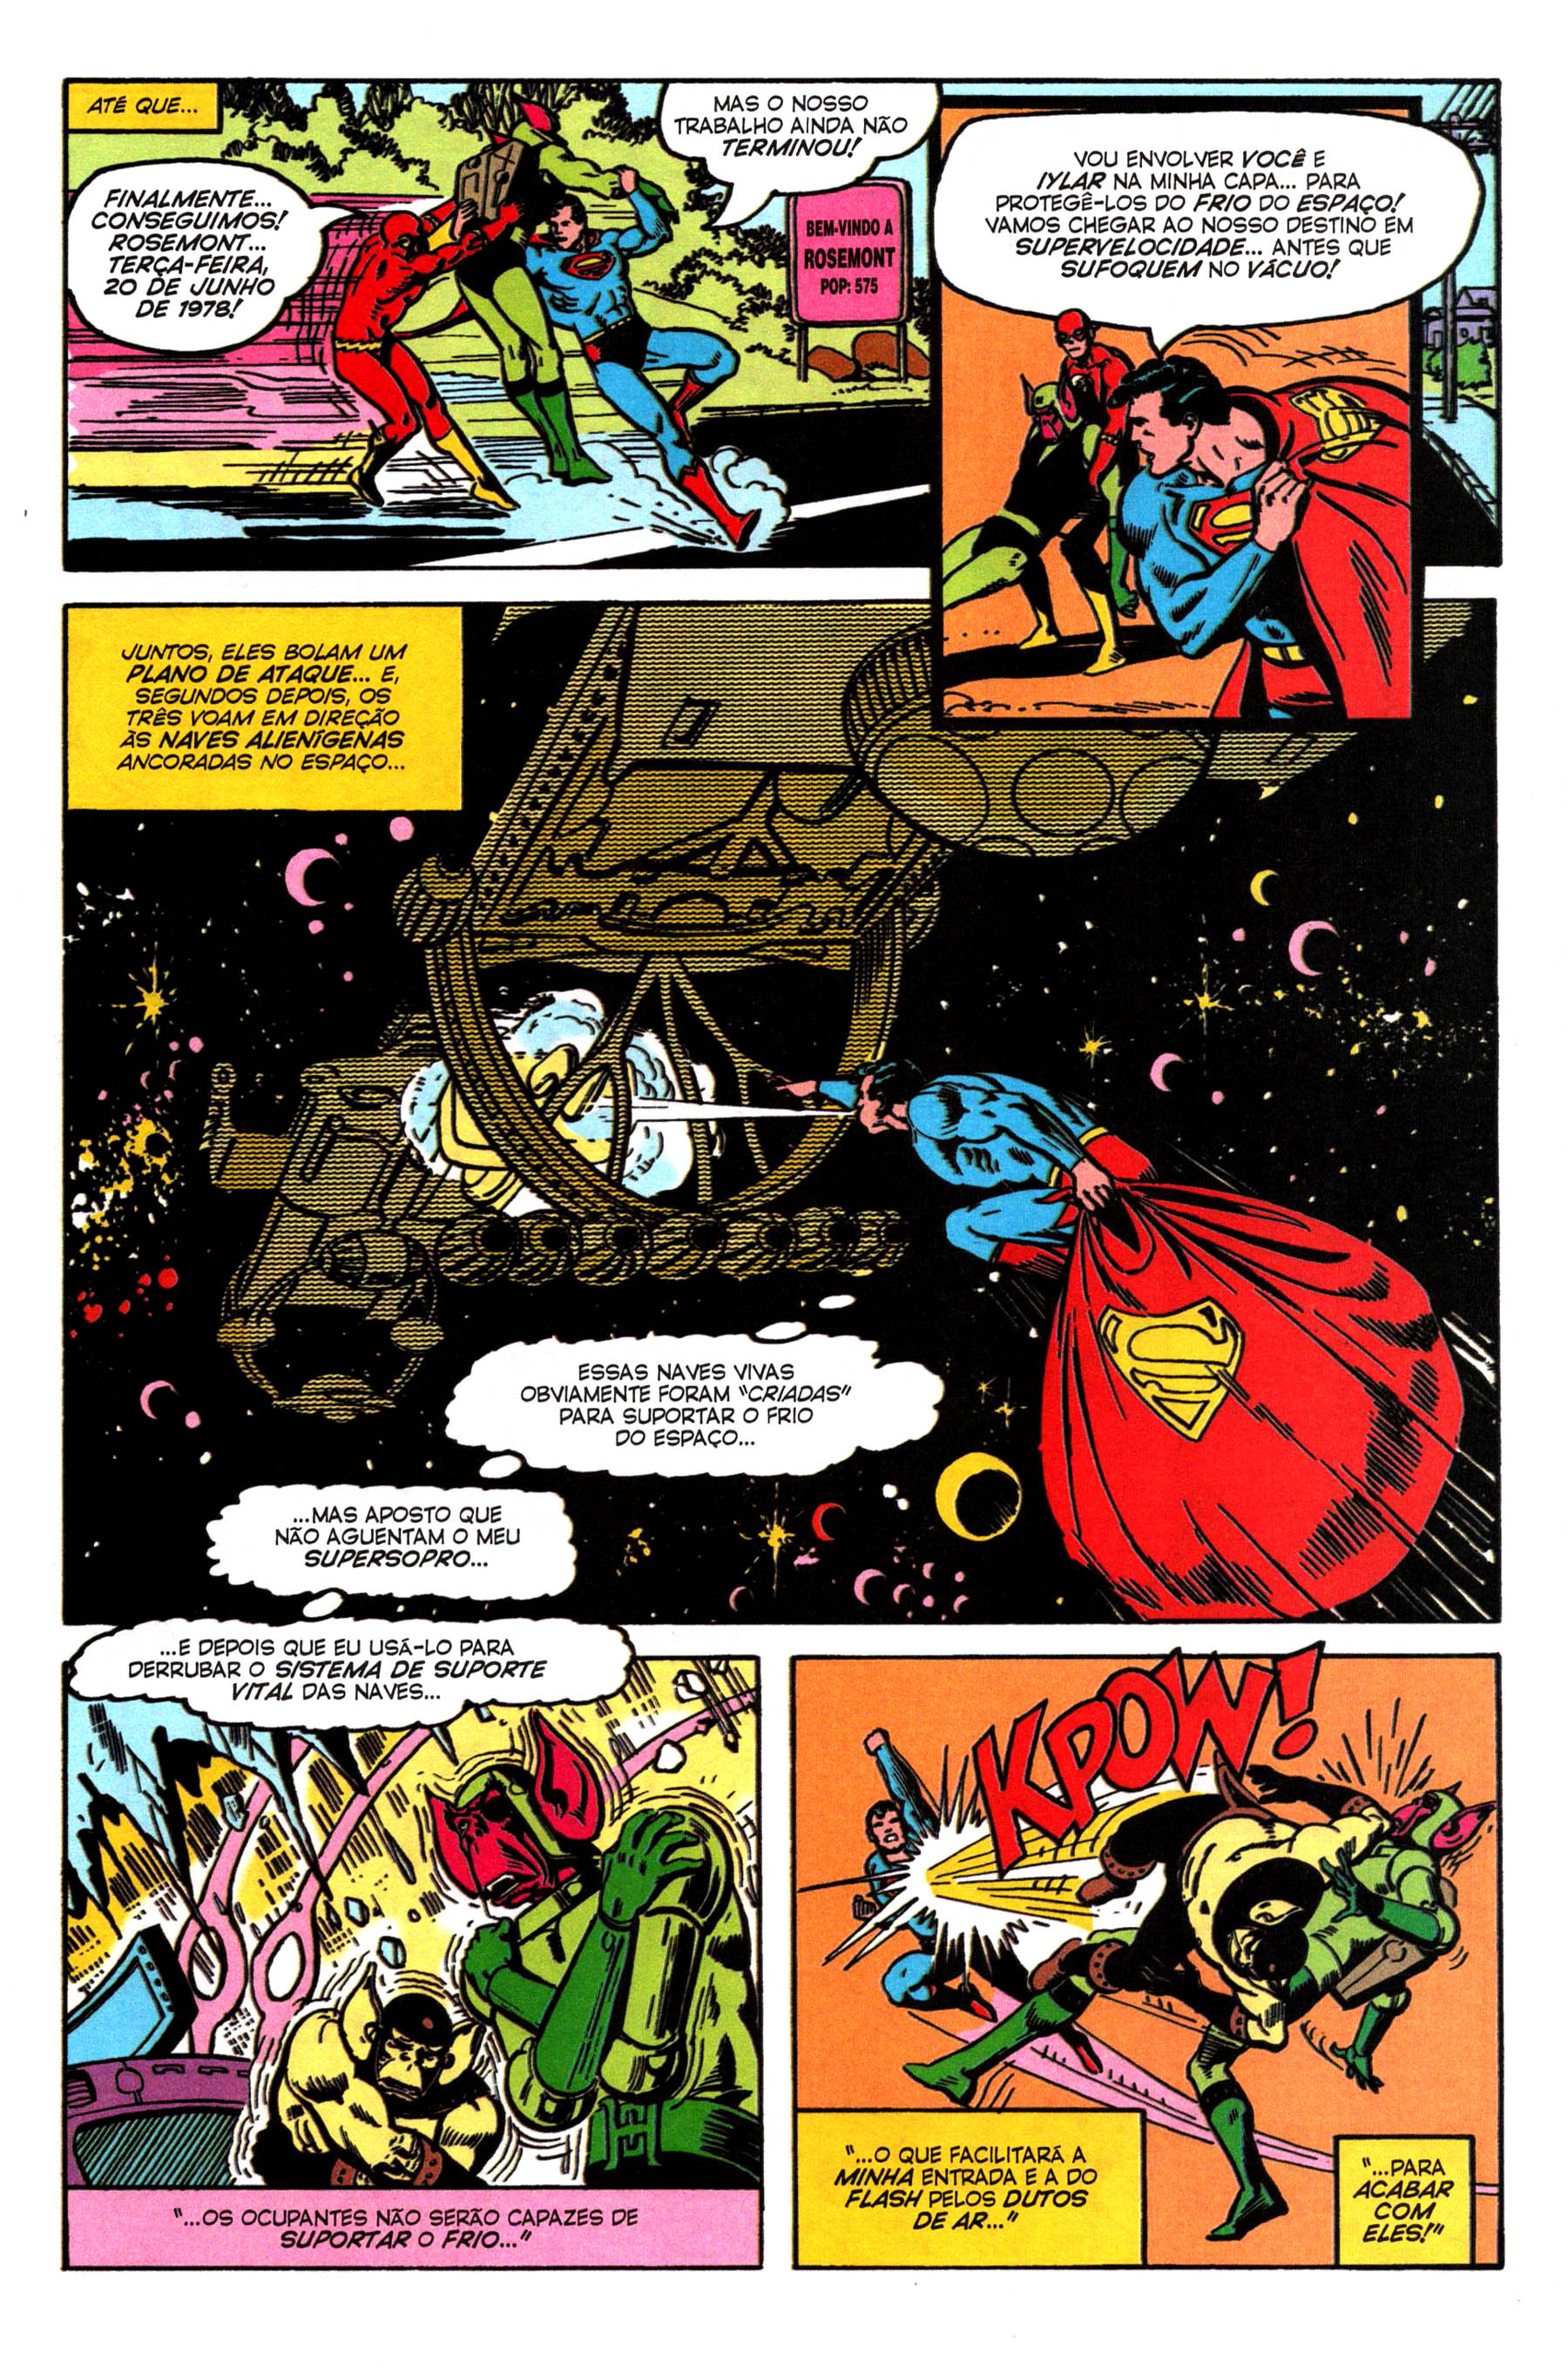 ATÉ QUE...
FINALMENTE...
CONSEGUIMOS!
ROSEMONT...
TERÇA-FEIRA,
20 DE JUNHO
DE 1978!
MAS O NOSSO
TRABALHO AINDA NÃO
TERMINOU!
BEM-VINDO A
ROSEMONT
POP: 575
VOU ENVOLVER VOCÊ E
IYLAR NA MINHA CAPA... PARA
PROTEGÊ-LOS DO FRIO DO ESPAÇO!
VAMOS CHEGAR AO NOSSO DESTINO EM
SUPERVELOCIDADE... ANTES QUE
SUFOQUEM NO VÁCUO!
JUNTOS, ELES BOLAM UM
PLANO DE ATAQUE... E,
SEGUNDOS DEPOIS, OS
TRÊS VOAM EM DIREÇÃO
ÀS NAVES ALIENÍGENAS
ANCORADAS NO ESPAÇO...
ESSAS NAVES VIVAS
OBVIAMENTE FORAM "CRIADAS"
PARA SUPORTAR O FRIO
DO ESPAÇO...
...MAS APOSTO QUE
NÃO AGUENTAM O MEU
SUPERSOPRO...
...E DEPOIS QUE EU USÁ-LO PARA
DERRUBAR O SISTEMA DE SUPORTE
VITAL DAS NAVES...
"...OS OCUPANTES NÃO SERÃO CAPAZES DE
SUPORTAR O FRIO..."
KPOW!
"...O QUE FACILITARÁ A
MINHA ENTRADA E A DO
FLASH PELOS DUTOS
DE AR..."
"...PARA
ACABAR
COM
ELES!"